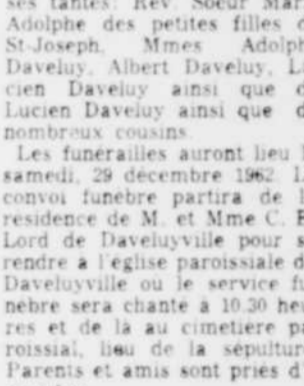 ses tantes: Rév. Soeur Mari
Adolphe des petites filles d
St-Joseph, Mmes Adolph
Daveluy, Albert Daveluy, L
cien Daveluy ainsi que d
Lucien Daveluy ainsi que d
nombreux cousins.
Les funérailles auront lieu l
samedi, 29 décembre 1962. L
convoi funèbre partira de l
résidence de M. et Mme C. E
Lord de Daveluyville pour s
rendre à l'église paroissiale d
Daveluyville où le service fu
nèbre sera chanté à 10.30 heu
res et de là au cimetière pa
roissial, lieu de la sépultur
Parents et amis sont priés d